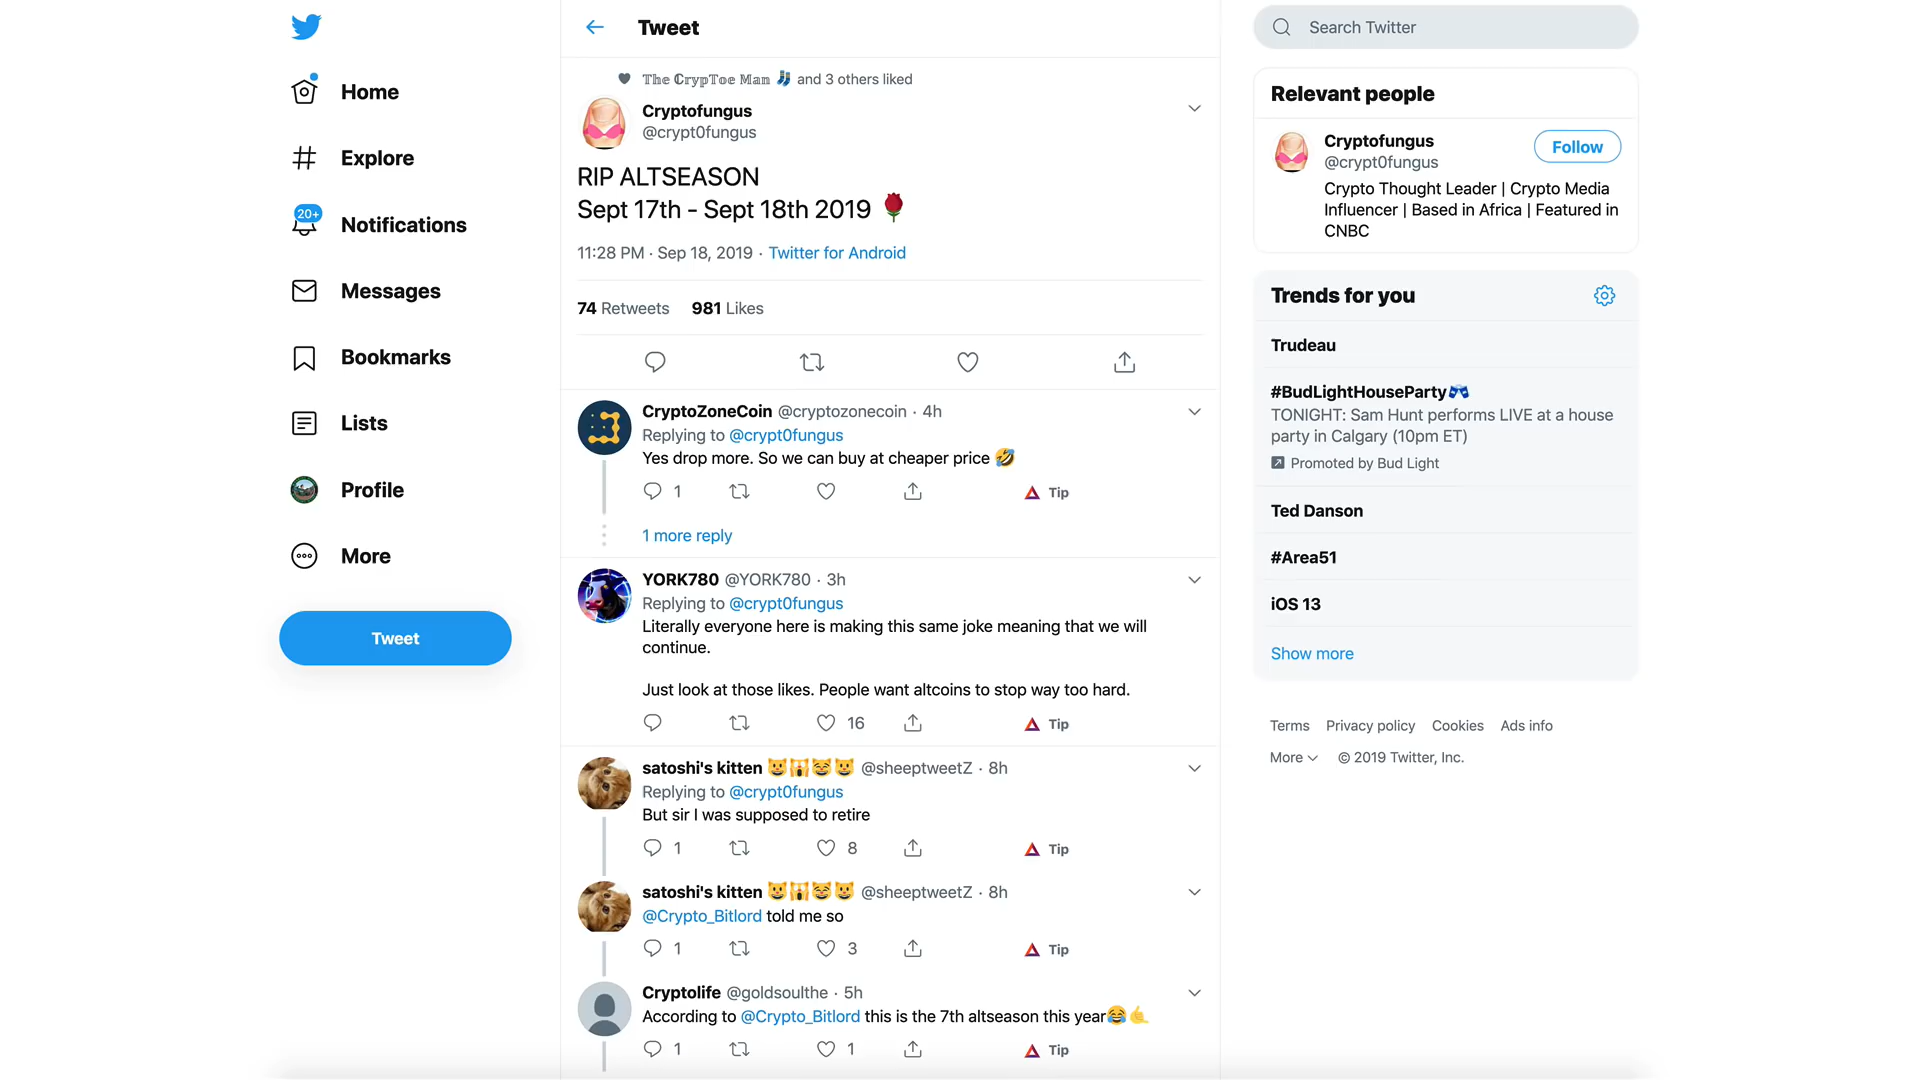 Home
Explore
20+
Notifications
Messages
Bookmarks
Lists
Profile
More
Tweet
Tweet
The CrypToe Man 🧦 and 3 others liked
Cryptofungus
@crypt0fungus
RIP ALTSEASON
Sept 17th - Sept 18th 2019 🌹
11:28 PM · Sep 18, 2019 · Twitter for Android
74 Retweets 981 Likes
CryptoZoneCoin @cryptozonecoin · 4h
Replying to @crypt0fungus
Yes drop more. So we can buy at cheaper price 🤣
1 Tip
1 more reply
YORK780 @YORK780 · 3h
Replying to @crypt0fungus
Literally everyone here is making this same joke meaning that we will
continue.
Just look at those likes. People want altcoins to stop way too hard.
16 Tip
satoshi's kitten 😺🙀😸😺 @sheeptweetZ · 8h
Replying to @crypt0fungus
But sir I was supposed to retire
1 8 Tip
satoshi's kitten 😺🙀😸😺 @sheeptweetZ · 8h
@Crypto_Bitlord told me so
1 3 Tip
Cryptolife @goldsoulthe · 5h
According to @Crypto_Bitlord this is the 7th altseason this year😂🤙
1 1 Tip
Search Twitter
Relevant people
Cryptofungus
@crypt0fungus
Follow
Crypto Thought Leader | Crypto Media
Influencer | Based in Africa | Featured in
CNBC
Trends for you
Trudeau
#BudLightHouseParty🍻
TONIGHT: Sam Hunt performs LIVE at a house
party in Calgary (10pm ET)
Promoted by Bud Light
Ted Danson
#Area51
iOS 13
Show more
Terms Privacy policy Cookies Ads info
More © 2019 Twitter, Inc.